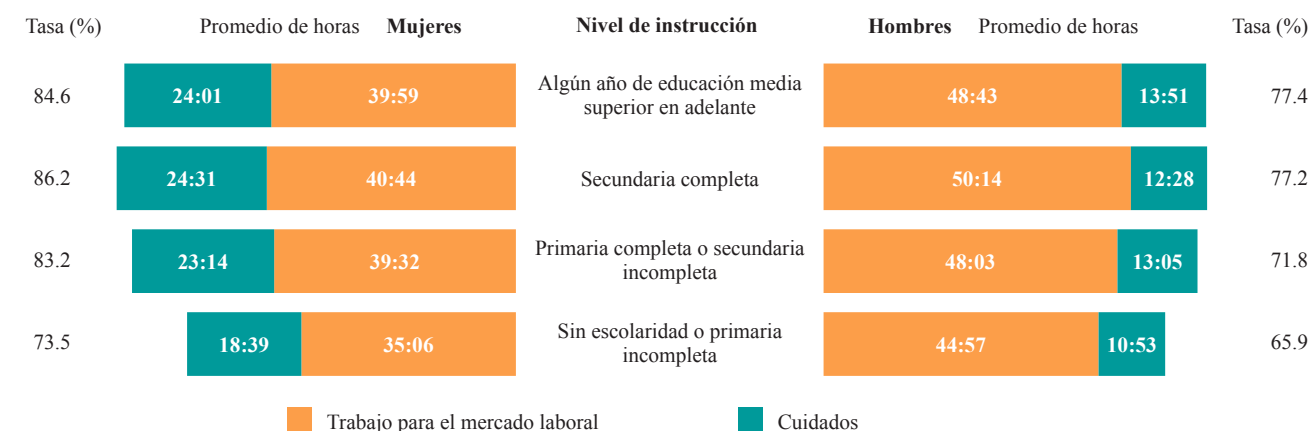 Tasa (%) Promedio de horas Mujeres Nivel de instrucción Hombres Promedio de horas Tasa (%)
84.6 24:01 39:59 Algún año de educación media superior en adelante 48:43 13:51 77.4
86.2 24:31 40:44 Secundaria completa 50:14 12:28 77.2
83.2 23:14 39:32 Primaria completa o secundaria incompleta 48:03 13:05 71.8
73.5 18:39 35:06 Sin escolaridad o primaria incompleta 44:57 10:53 65.9
Trabajo para el mercado laboral Cuidados